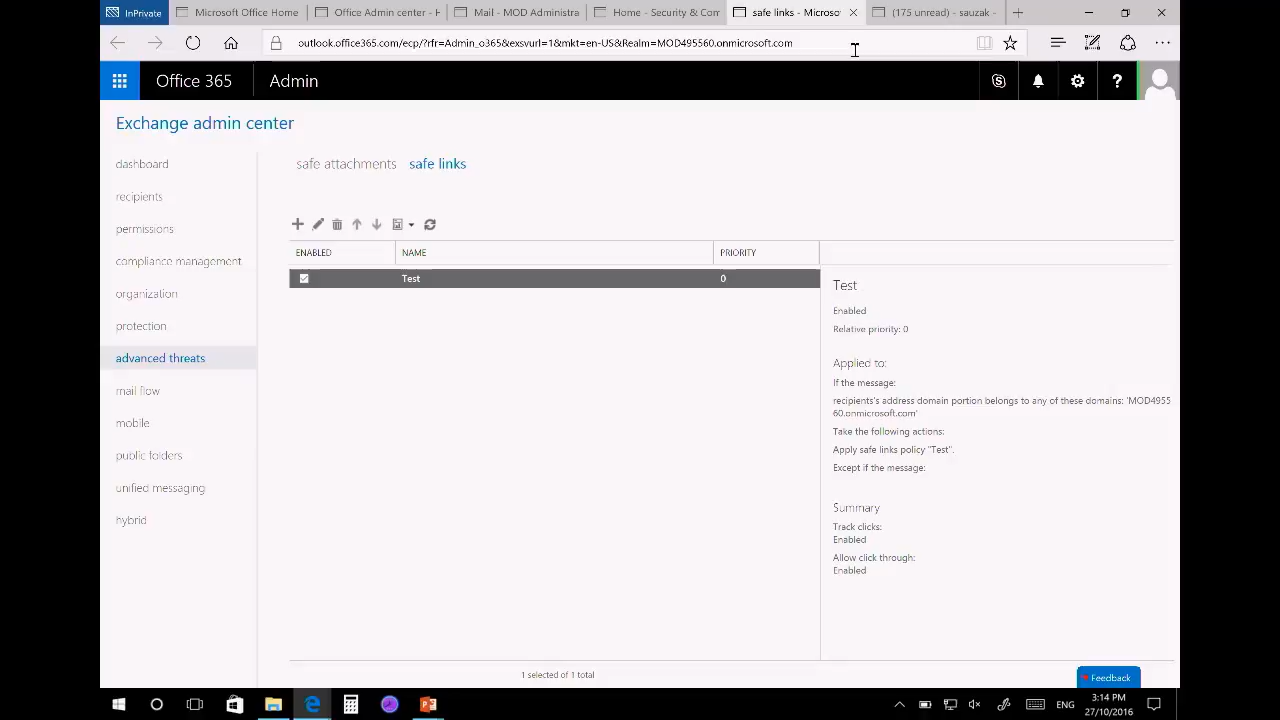 InPrivate
Microsoft Office Home
Office Admin center - H
Mail - MOD Administra
Home - Security & Com
safe links - Micro
(175 unread) - sauzak -
outlook.office365.com/ecp/?rfr=Admin_o365&exsvurl=1&mkt=en-US&Realm=MOD495560.onmicrosoft.com
Office 365
Admin
Exchange admin center
dashboard
recipients
permissions
compliance management
organization
protection
advanced threats
mail flow
mobile
public folders
unified messaging
hybrid
safe attachments
safe links
ENABLED
NAME
PRIORITY
Test
0
Test
Enabled
Relative priority: 0
Applied to:
If the message:
recipients's address domain portion belongs to any of these domains: 'MOD4955
60.onmicrosoft.com'
Take the following actions:
Apply safe links policy "Test".
Except if the message:
Summary
Track clicks:
Enabled
Allow click through:
Enabled
1 selected of 1 total
Feedback
ENG
3:14 PM
27/10/2016